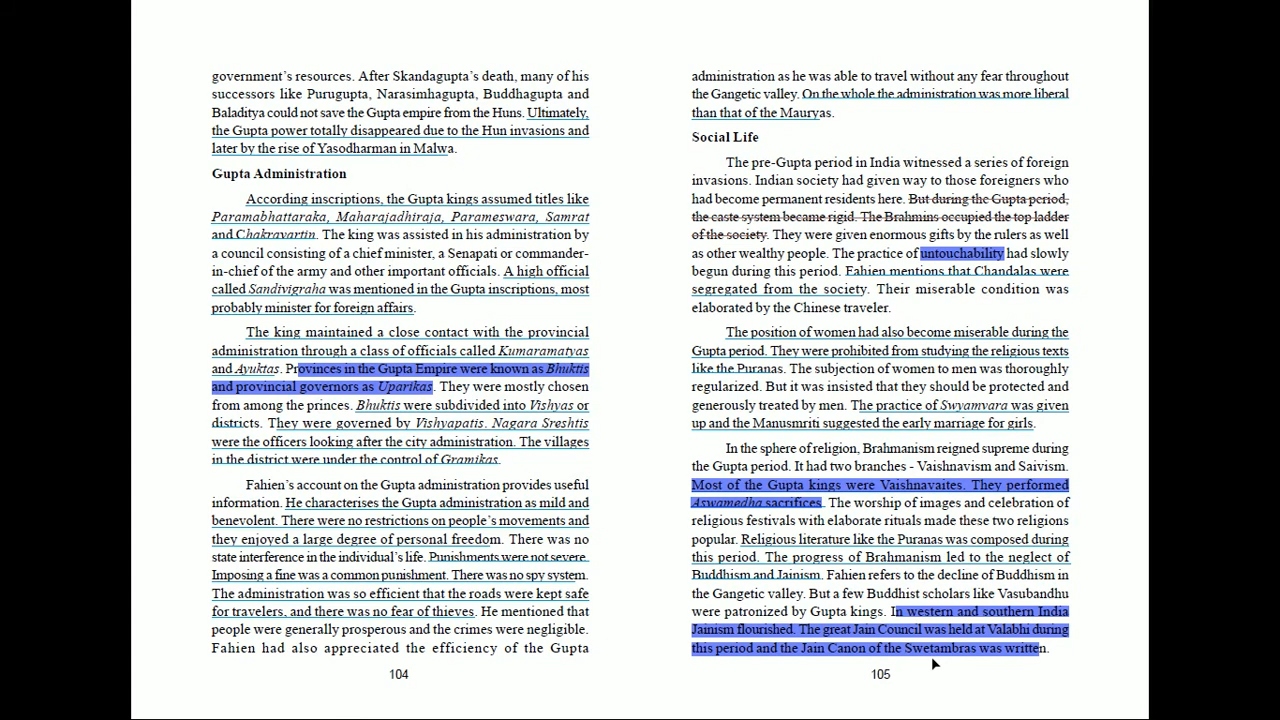 government's resources. After Skandagupta's death, many of his
successors like Purugupta, Narasimhagupta, Buddhagupta and
Baladitya could not save the Gupta empire from the Huns. Ultimately,
the Gupta power totally disappeared due to the Hun invasions and
later by the rise of Yasodharman in Malwa.
Gupta Administration
According inscriptions, the Gupta kings assumed titles like
Paramabhattaraka, Maharajadhiraja, Parameswara, Samrat
and Chakravartin. The king was assisted in his administration by
a council consisting of a chief minister, a Senapati or commander-
in-chief of the army and other important officials. A high official
called Sandivigraha was mentioned in the Gupta inscriptions, most
probably minister for foreign affairs.
The king maintained a close contact with the provincial
administration through a class of officials called Kumaramatyas
and Ayuktas. Provinces in the Gupta Empire were known as Bhuktis
and provincial governors as Uparikas. They were mostly chosen
from among the princes. Bhuktis were subdivided into Vishyas or
districts. They were governed by Vishyapatis. Nagara Sreshtis
were the officers looking after the city administration. The villages
in the district were under the control of Gramikas.
Fahien's account on the Gupta administration provides useful
information. He characterises the Gupta administration as mild and
benevolent. There were no restrictions on people's movements and
they enjoyed a large degree of personal freedom. There was no
state interference in the individual's life. Punishments were not severe.
Imposing a fine was a common punishment. There was no spy system.
The administration was so efficient that the roads were kept safe
for travelers, and there was no fear of thieves. He mentioned that
people were generally prosperous and the crimes were negligible.
Fahien had also appreciated the efficiency of the Gupta
104
administration as he was able to travel without any fear throughout
the Gangetic valley. On the whole the administration was more liberal
than that of the Mauryas.
Social Life
The pre-Gupta period in India witnessed a series of foreign
invasions. Indian society had given way to those foreigners who
had become permanent residents here. But during the Gupta period,
the caste system became rigid. The Brahmins occupied the top ladder
of the society. They were given enormous gifts by the rulers as well
as other wealthy people. The practice of untouchability had slowly
begun during this period. Fahien mentions that Chandalas were
segregated from the society. Their miserable condition was
elaborated by the Chinese traveler.
The position of women had also become miserable during the
Gupta period. They were prohibited from studying the religious texts
like the Puranas. The subjection of women to men was thoroughly
regularized. But it was insisted that they should be protected and
generously treated by men. The practice of Swyamvara was given
up and the Manusmriti suggested the early marriage for girls.
In the sphere of religion, Brahmanism reigned supreme during
the Gupta period. It had two branches - Vaishnavism and Saivism.
Most of the Gupta kings were Vaishnavaites. They performed
Aswamedha sacrifices. The worship of images and celebration of
religious festivals with elaborate rituals made these two religions
popular. Religious literature like the Puranas was composed during
this period. The progress of Brahmanism led to the neglect of
Buddhism and Jainism. Fahien refers to the decline of Buddhism in
the Gangetic valley. But a few Buddhist scholars like Vasubandhu
were patronized by Gupta kings. In western and southern India
Jainism flourished. The great Jain Council was held at Valabhi during
this period and the Jain Canon of the Swetambras was written.
105